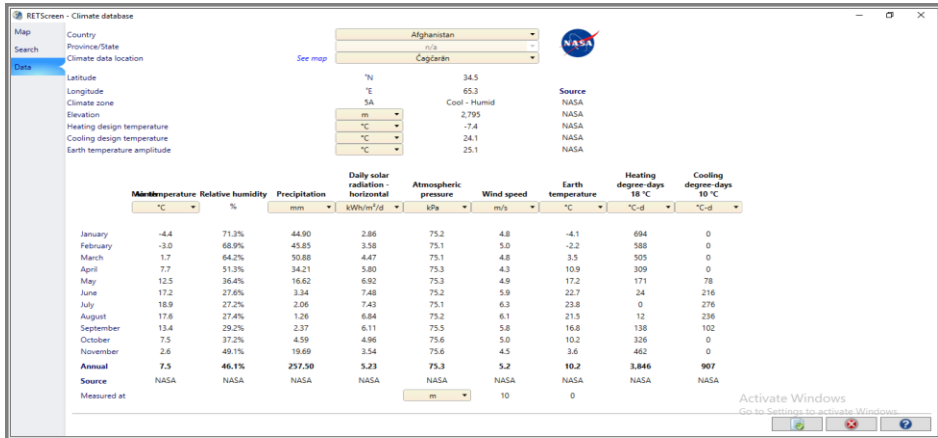 RETScreen - Climate database
Map
Search
Data
Country Afghanistan
Province/State n/a
Climate data location See map Čaģčarān
NASA
Latitude °N 34.5
Longitude °E 65.3 Source
Climate zone 5A Cool - Humid NASA
Elevation m 2,795 NASA
Heating design temperature °C -7.4 NASA
Cooling design temperature °C 24.1 NASA
Earth temperature amplitude °C 25.1 NASA
Month Air temperature Relative humidity Precipitation Daily solar radiation - horizontal Atmospheric pressure Wind speed Earth temperature Heating degree-days 18 °C Cooling degree-days 10 °C
°C % mm kWh/m²/d kPa m/s °C °C-d °C-d
January -4.4 71.3% 44.90 2.86 75.2 4.8 -4.1 694 0
February -3.0 68.9% 45.85 3.58 75.1 5.0 -2.2 588 0
March 1.7 64.2% 50.88 4.47 75.1 4.8 3.5 505 0
April 7.7 51.3% 34.21 5.80 75.3 4.3 10.9 309 0
May 12.5 36.4% 16.62 6.92 75.3 4.9 17.2 171 78
June 17.2 27.6% 3.34 7.48 75.2 5.9 22.7 24 216
July 18.9 27.2% 2.06 7.43 75.1 6.3 23.8 0 276
August 17.6 27.4% 1.26 6.84 75.2 6.1 21.5 12 236
September 13.4 29.2% 2.37 6.11 75.5 5.8 16.8 138 102
October 7.5 37.2% 4.59 4.96 75.6 5.0 10.2 326 0
November 2.6 49.1% 19.69 3.54 75.6 4.5 3.6 462 0
Annual 7.5 46.1% 257.50 5.23 75.3 5.2 10.2 3,846 907
Source NASA NASA NASA NASA NASA NASA NASA NASA NASA
Measured at m 10 0
Activate Windows
Go to Settings to activate Windows.